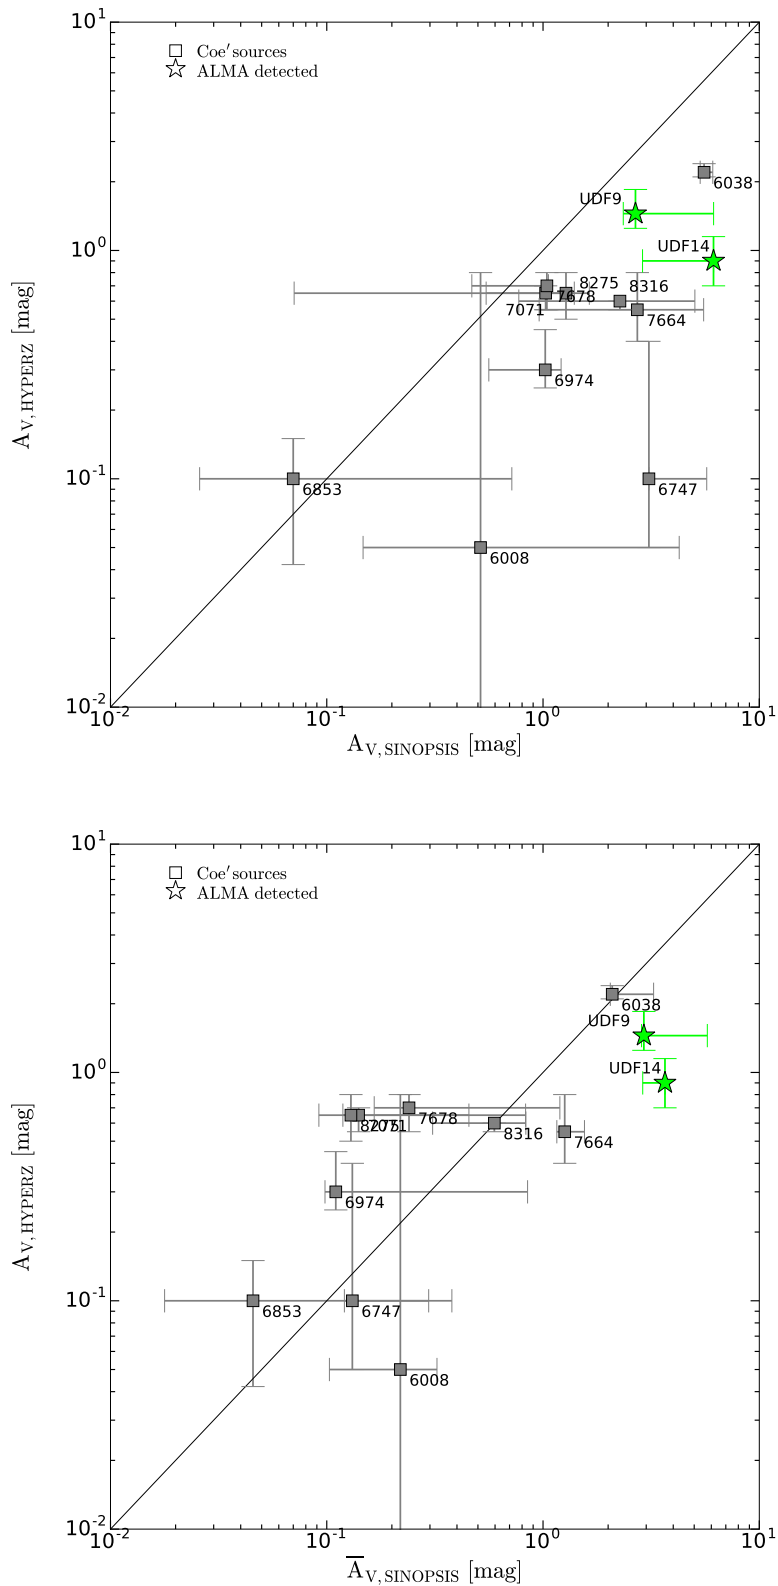 10^1
Coe′sources
ALMA detected
6038
UDF9
UDF14
10^0
8275
8316
7678
7071
7664
6974
A_V,HYPERZ [mag]
10^-1
6853
6747
6008
10^-2
10^-2 10^-1 10^0 10^1
A_V,SINOPSIS [mag]
10^1
Coe′sources
ALMA detected
6038
UDF9
UDF14
10^0
7678
8275
7071
8316
7664
6974
A_V,HYPERZ [mag]
10^-1
6853
6747
6008
10^-2
10^-2 10^-1 10^0 10^1
A̅_V,SINOPSIS [mag]